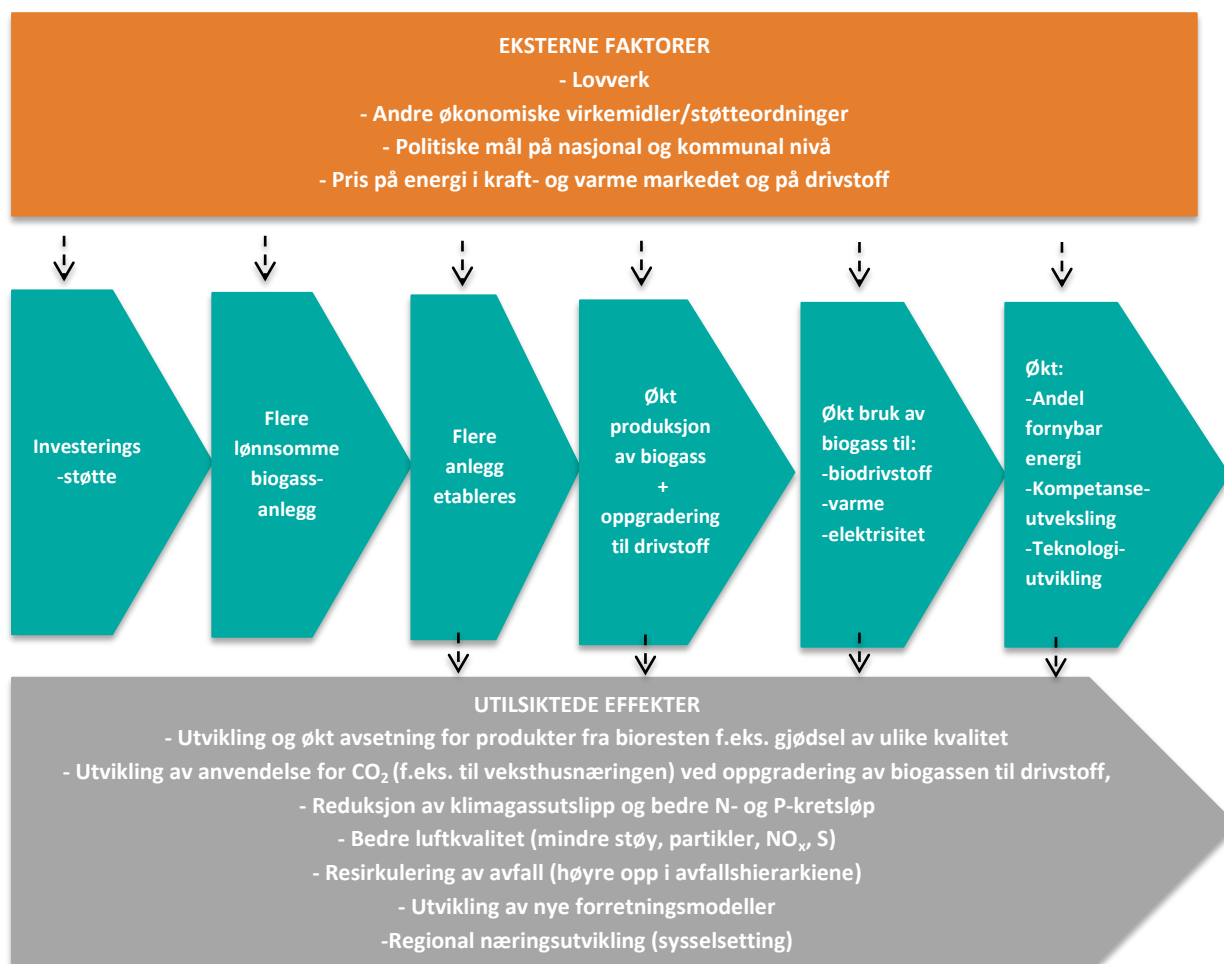 EKSTERNE FAKTORER
- Lovverk
- Andre økonomiske virkemidler/støtteordninger
- Politiske mål på nasjonal og kommunal nivå
- Pris på energi i kraft- og varme markedet og på drivstoff
Investerings
-støtte
Flere
lønnsomme
biogass-
anlegg
Flere
anlegg
etableres
Økt
produksjon
av biogass
+
oppgradering
til drivstoff
Økt bruk av
biogass til:
-biodrivstoff
-varme
-elektrisitet
Økt:
-Andel
fornybar
energi
-Kompetanse-
utveksling
-Teknologi-
utvikling
UTILSIKTEDE EFFEKTER
- Utvikling og økt avsetning for produkter fra bioresten f.eks. gjødsel av ulike kvalitet
- Utvikling av anvendelse for CO₂ (f.eks. til veksthusnæringen) ved oppgradering av biogassen til drivstoff,
- Reduksjon av klimagassutslipp og bedre N- og P-kretsløp
- Bedre luftkvalitet (mindre støy, partikler, NOₓ, S)
- Resirkulering av avfall (høyre opp i avfallshierarkiene)
- Utvikling av nye forretningsmodeller
-Regional næringsutvikling (sysselsetting)